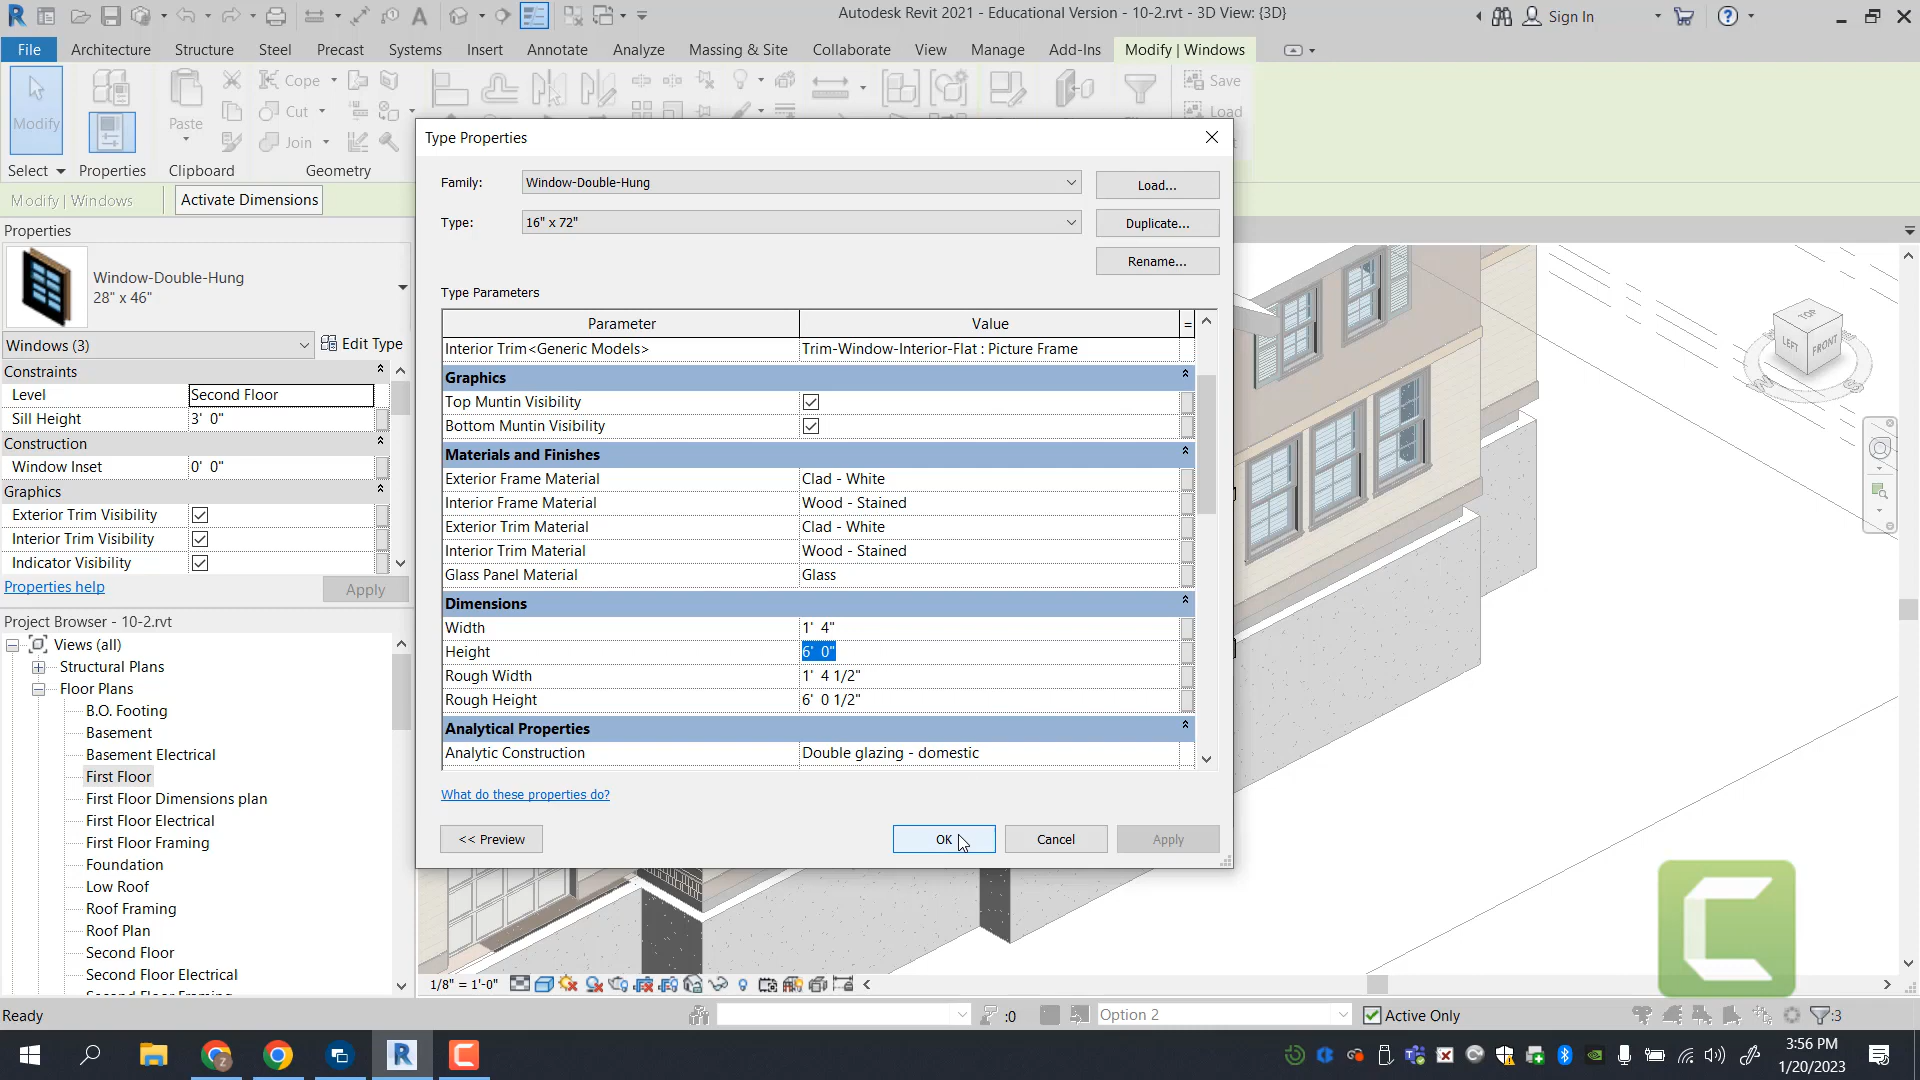 Autodesk Revit 2021 - Educational Version - 10-2.rvt - 3D View: {3D}
Sign In
File
Architecture
Structure
Steel
Precast
Systems
Insert
Annotate
Analyze
Massing & Site
Collaborate
View
Manage
Add-Ins
Modify | Windows
Modify
Paste
Cope
Cut
Join
Save
Load
Select
Properties
Clipboard
Geometry
Modify | Windows
Activate Dimensions
Properties
Window-Double-Hung
28" x 46"
Windows (3)
Edit Type
Constraints
Level
Second Floor
Sill Height
3' 0"
Construction
Window Inset
0' 0"
Graphics
Exterior Trim Visibility
Interior Trim Visibility
Indicator Visibility
Properties help
Apply
Project Browser - 10-2.rvt
Views (all)
Structural Plans
Floor Plans
B.O. Footing
Basement
Basement Electrical
First Floor
First Floor Dimensions plan
First Floor Electrical
First Floor Framing
Foundation
Low Roof
Roof Framing
Roof Plan
Second Floor
Second Floor Electrical
Second Floor Framing
Type Properties
Family:
Window-Double-Hung
Load...
Type:
16" x 72"
Duplicate...
Rename...
Type Parameters
Parameter
Value
=
Interior Trim<Generic Models>
Trim-Window-Interior-Flat : Picture Frame
Graphics
Top Muntin Visibility
Bottom Muntin Visibility
Materials and Finishes
Exterior Frame Material
Clad - White
Interior Frame Material
Wood - Stained
Exterior Trim Material
Clad - White
Interior Trim Material
Wood - Stained
Glass Panel Material
Glass
Dimensions
Width
1' 4"
Height
6' 0"
Rough Width
1' 4 1/2"
Rough Height
6' 0 1/2"
Analytical Properties
Analytic Construction
Double glazing - domestic
What do these properties do?
<< Preview
OK
Cancel
Apply
TOP
LEFT
FRONT
W
S
1/8" = 1'-0"
Ready
:0
Option 2
Active Only
:3
3:56 PM
1/20/2023